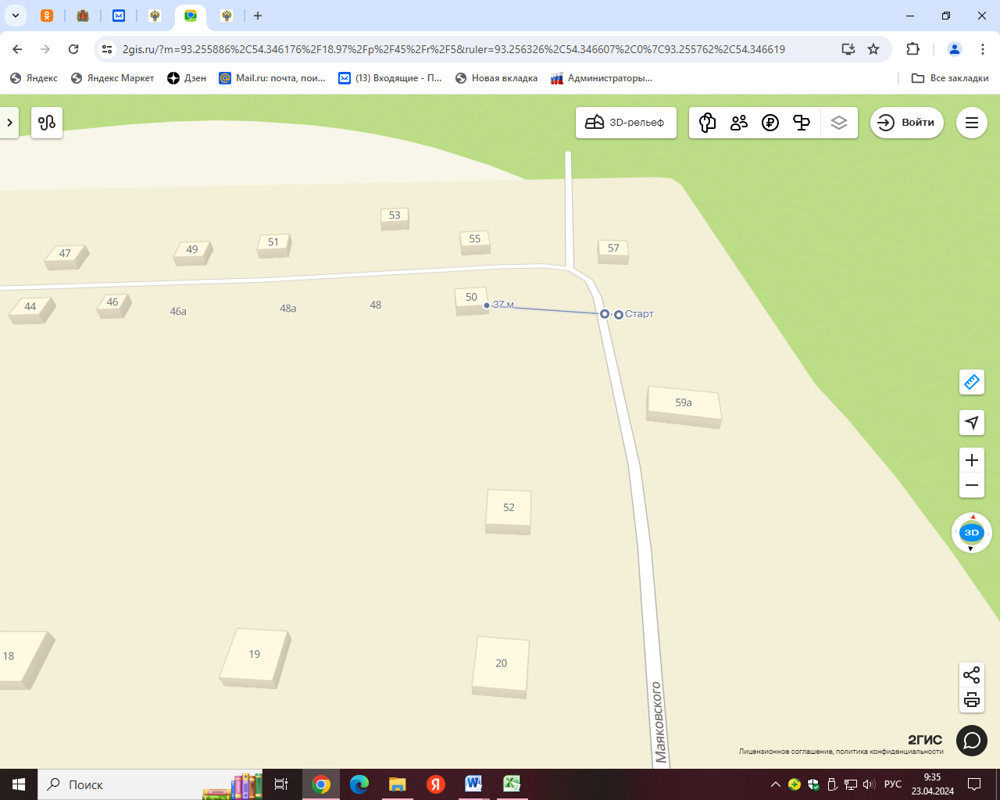 2gis.ru/?m=93.255886%2C54.346176%2F18.97%2Fp%2F45%2Fr%2F5&ruler=93.256326%2C54.346607%2C0%7C93.255762%2C54.346619
Яндекс
Яндекс Маркет
Дзен
Mail.ru: почта, пои...
(13) Входящие - П...
Новая вкладка
Администраторы...
Все закладки
3D-рельеф
Войти
53
55
57
51
49
47
44
46
46а
48а
48
50
37 м
Старт
59а
52
18
19
20
Маяковского
3D
2ГИС
Лицензионное соглашение, политика конфиденциальности
Поиск
РУС
9:35
23.04.2024